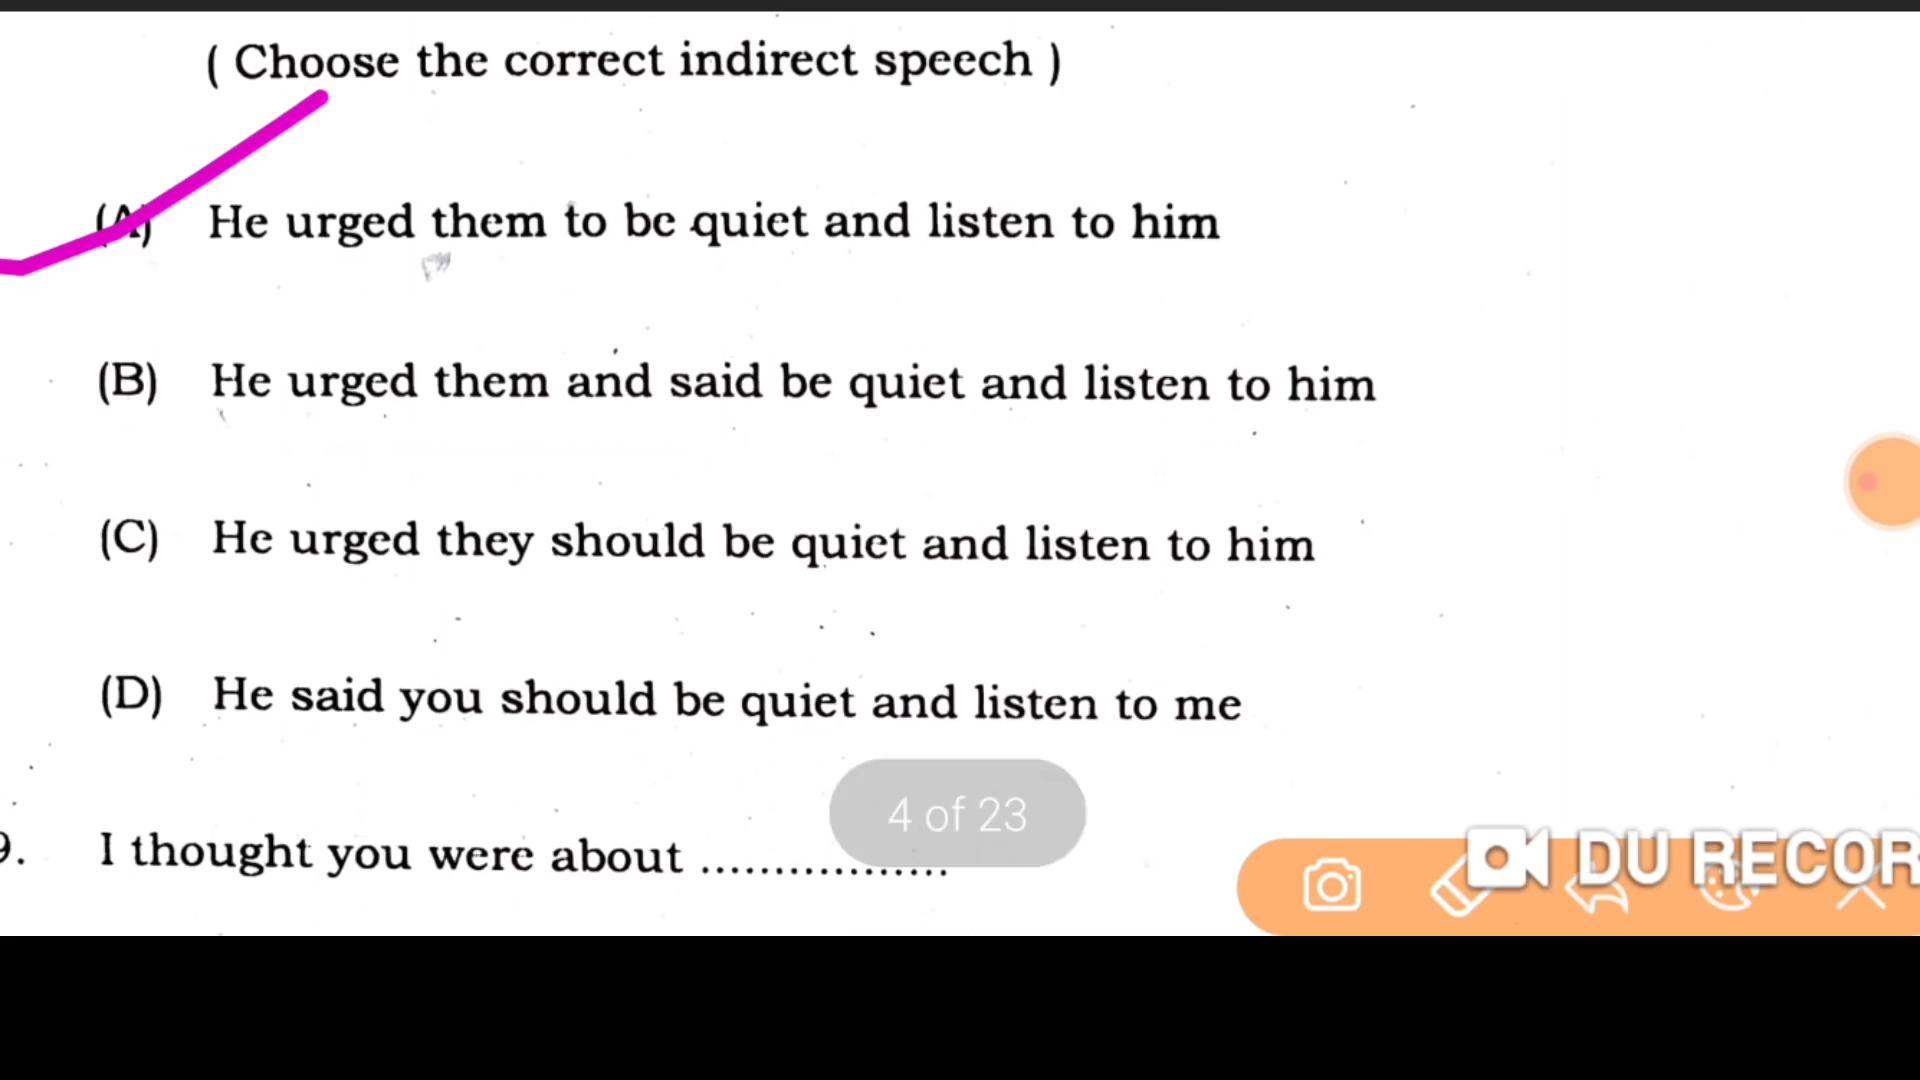 ( Choose the correct indirect speech )
(A) He urged them to be quiet and listen to him
(B) He urged them and said be quiet and listen to him
(C) He urged they should be quiet and listen to him
(D) He said you should be quiet and listen to me
9. I thought you were about .................
4 of 23
DU RECOR